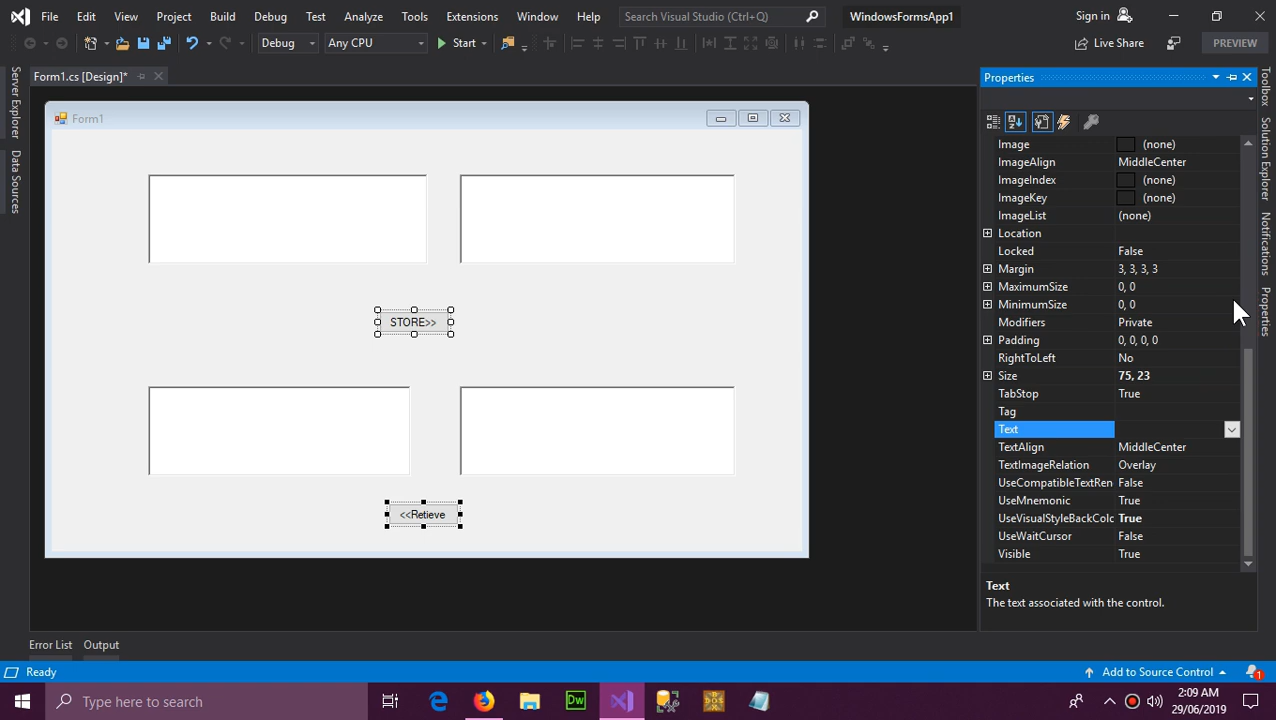 File Edit View Project Build Debug Test Analyze Tools Extensions Window Help Search Visual Studio (Ctrl+Q) WindowsFormsApp1 Sign in
Debug Any CPU Start Live Share PREVIEW
Form1.cs [Design]*
Server Explorer
Data Sources
Form1
STORE>>
<<Retieve
Properties
Image (none)
ImageAlign MiddleCenter
ImageIndex (none)
ImageKey (none)
ImageList (none)
Location
Locked False
Margin 3, 3, 3, 3
MaximumSize 0, 0
MinimumSize 0, 0
Modifiers Private
Padding 0, 0, 0, 0
RightToLeft No
Size 75, 23
TabStop True
Tag
Text
TextAlign MiddleCenter
TextImageRelation Overlay
UseCompatibleTextRen False
UseMnemonic True
UseVisualStyleBackColc True
UseWaitCursor False
Visible True
Text
The text associated with the control.
Toolbox
Solution Explorer
Notifications
Properties
Error List Output
Ready Add to Source Control 1
Type here to search Dw 2:09 AM
29/06/2019